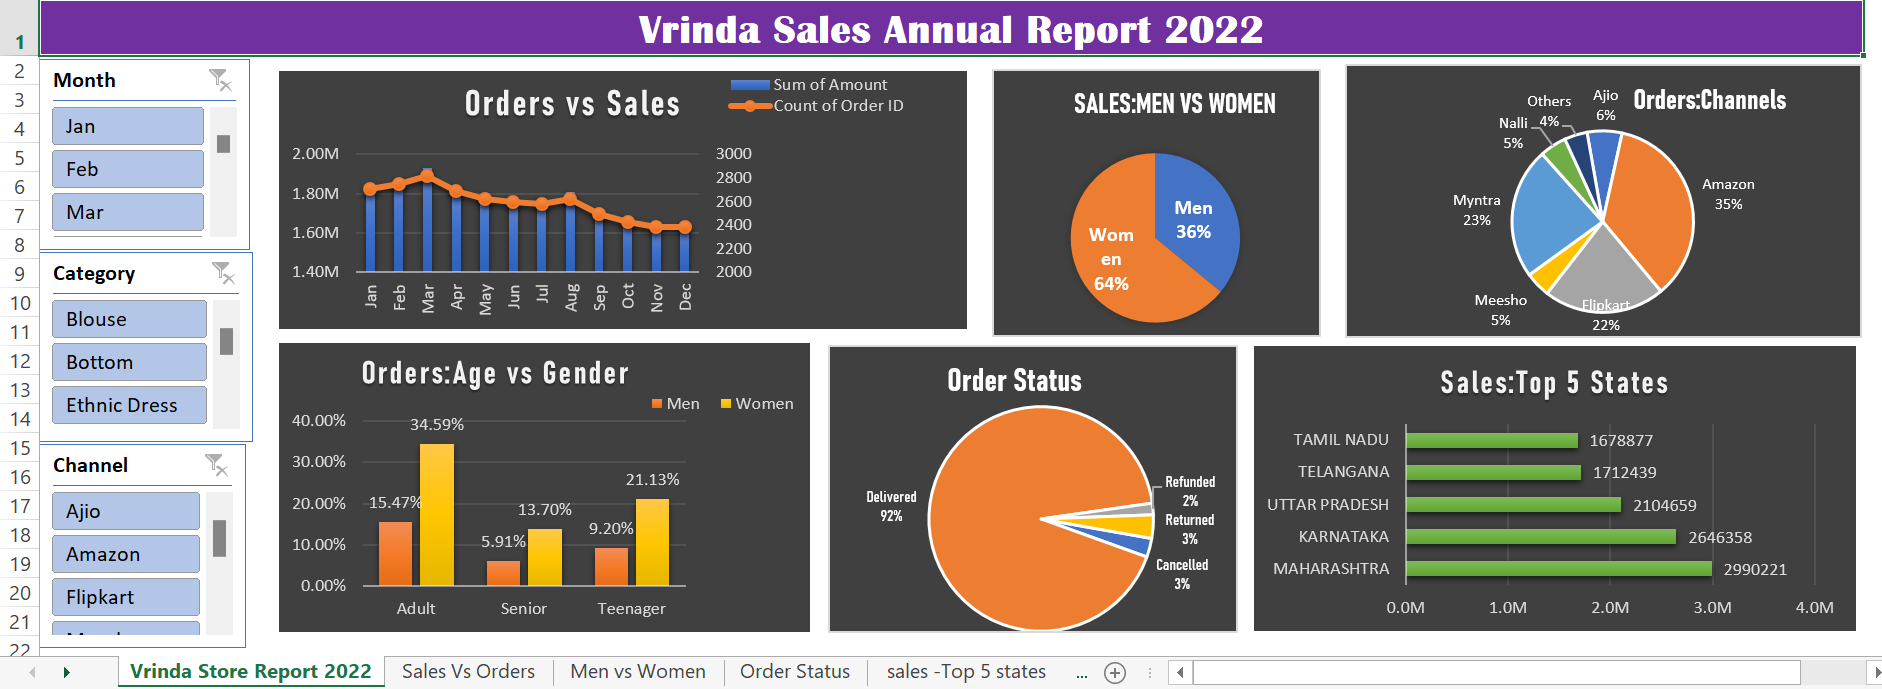 Vrinda Sales Annual Report 2022
1
2
3
4
5
6
7
8
9
10
11
12
13
14
15
16
17
18
19
20
21
22
Month
Jan
Feb
Mar
Category
Blouse
Bottom
Ethnic Dress
Channel
Ajio
Amazon
Flipkart
Orders vs Sales
Sum of Amount
Count of Order ID
2.00M
1.80M
1.60M
1.40M
3000
2800
2600
2400
2200
2000
Jan
Feb
Mar
Apr
May
Jun
Jul
Aug
Sep
Oct
Nov
Dec
SALES:MEN VS WOMEN
Men
36%
Wom
en
64%
Orders:Channels
Others
4%
Ajio
6%
Nalli
5%
Amazon
35%
Myntra
23%
Meesho
5%
Flipkart
22%
Orders:Age vs Gender
Men
Women
40.00%
30.00%
20.00%
10.00%
0.00%
15.47%
34.59%
5.91%
13.70%
9.20%
21.13%
Adult
Senior
Teenager
Order Status
Delivered
92%
Refunded
2%
Returned
3%
Cancelled
3%
Sales:Top 5 States
TAMIL NADU 1678877
TELANGANA 1712439
UTTAR PRADESH 2104659
KARNATAKA 2646358
MAHARASHTRA 2990221
0.0M 1.0M 2.0M 3.0M 4.0M
Vrinda Store Report 2022 Sales Vs Orders Men vs Women Order Status sales -Top 5 states ...